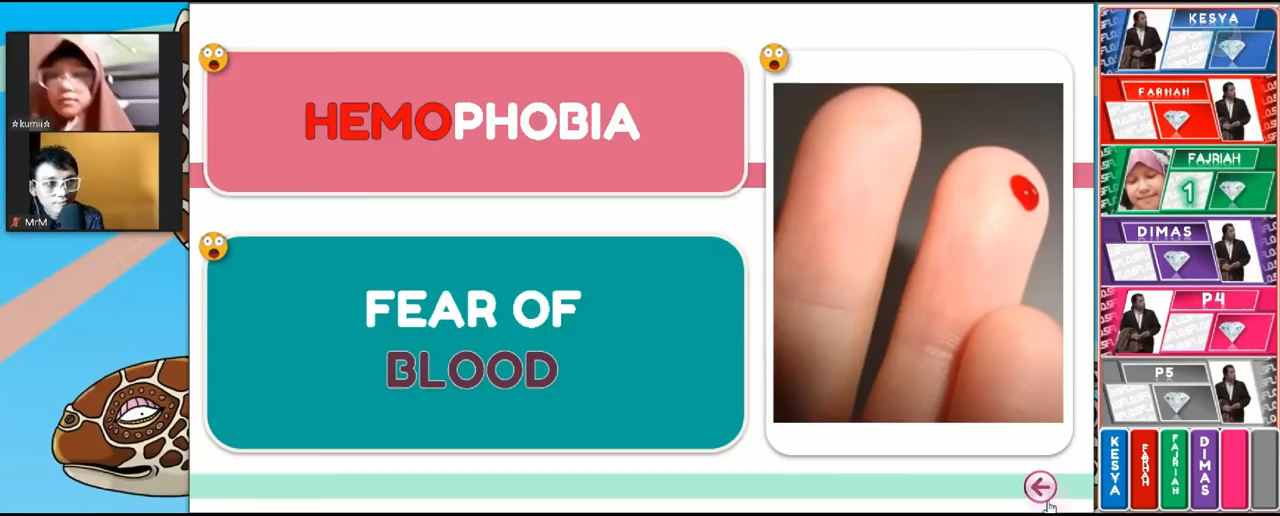 ☆kumii☆
MrM
HEMOPHOBIA
FEAR OF
BLOOD
KESYA
FARHAH
FAJRIAH
1
DIMAS
P4
P5
KESYA
FARHAH
FAJRIAH
DIMAS